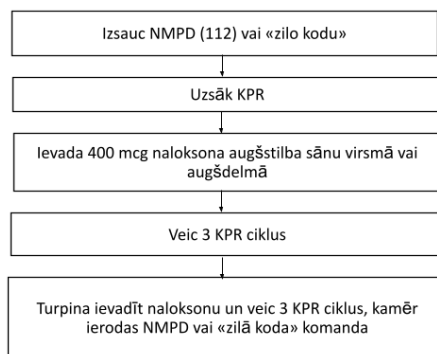 Izsauc NMPD (112) vai «zilo kodu»
Uzsāk KPR
Ievada 400 mcg naloksona augšstilba sānu virsmā vai
augšdelmā
Veic 3 KPR ciklus
Turpina ievadīt naloksonu un veic 3 KPR ciklus, kamēr
ierodas NMPD vai «zilā koda» komanda